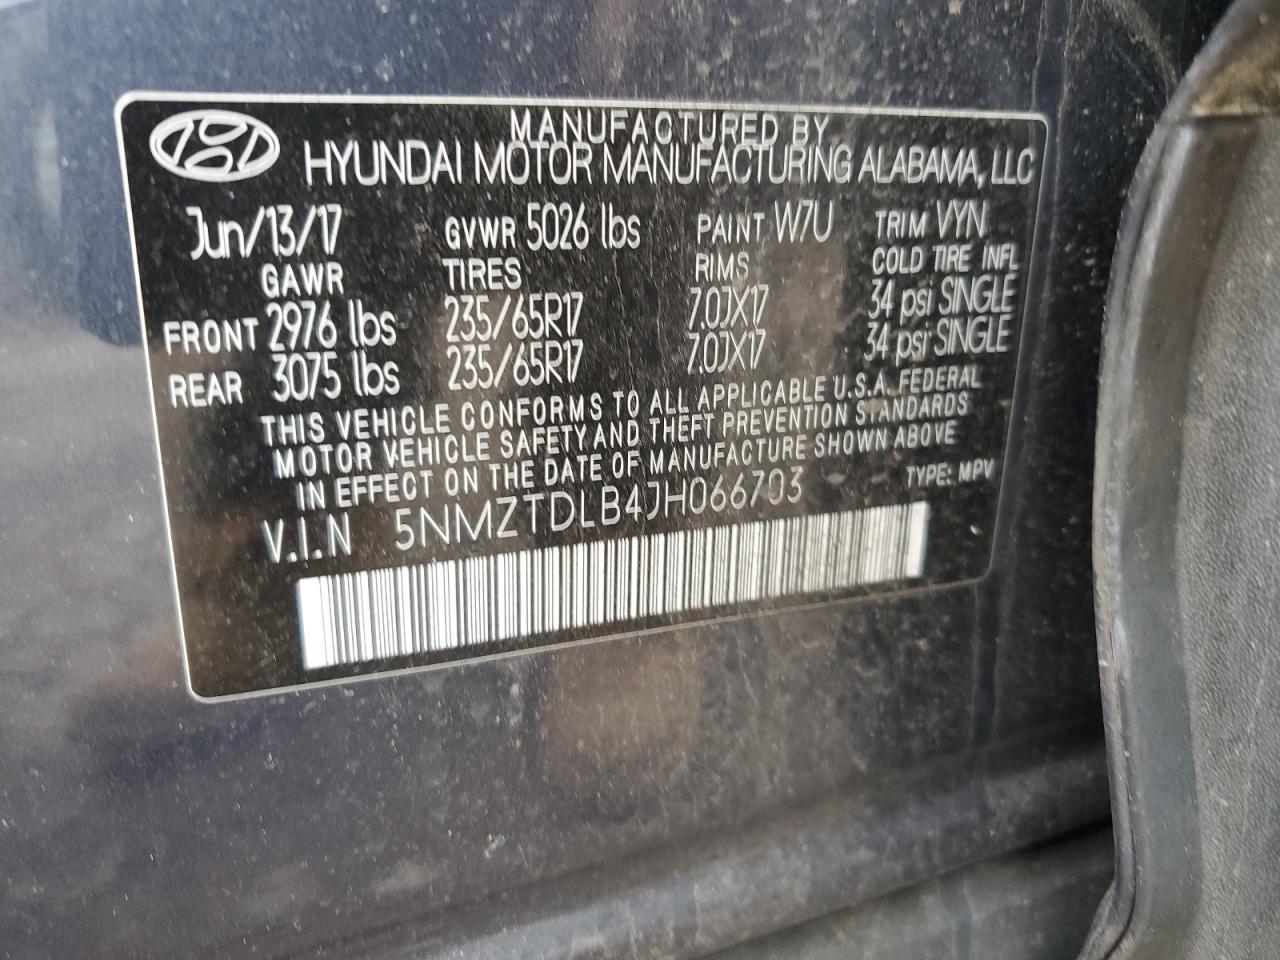 MANUFACTURED BY
HYUNDAI MOTOR MANUFACTURING ALABAMA, LLC
Jun/13/17 GVWR 5026 lbs PAINT W7U TRIM VYN
GAWR TIRES RIMS COLD TIRE INFL
FRONT 2976 lbs 235/65R17 7.0JX17 34 psi SINGLE
REAR 3075 lbs 235/65R17 7.0JX17 34 psi SINGLE
THIS VEHICLE CONFORMS TO ALL APPLICABLE U.S.A. FEDERAL
MOTOR VEHICLE SAFETY AND THEFT PREVENTION STANDARDS
IN EFFECT ON THE DATE OF MANUFACTURE SHOWN ABOVE
V.I.N 5NMZTDLB4JH066703 TYPE: MPV